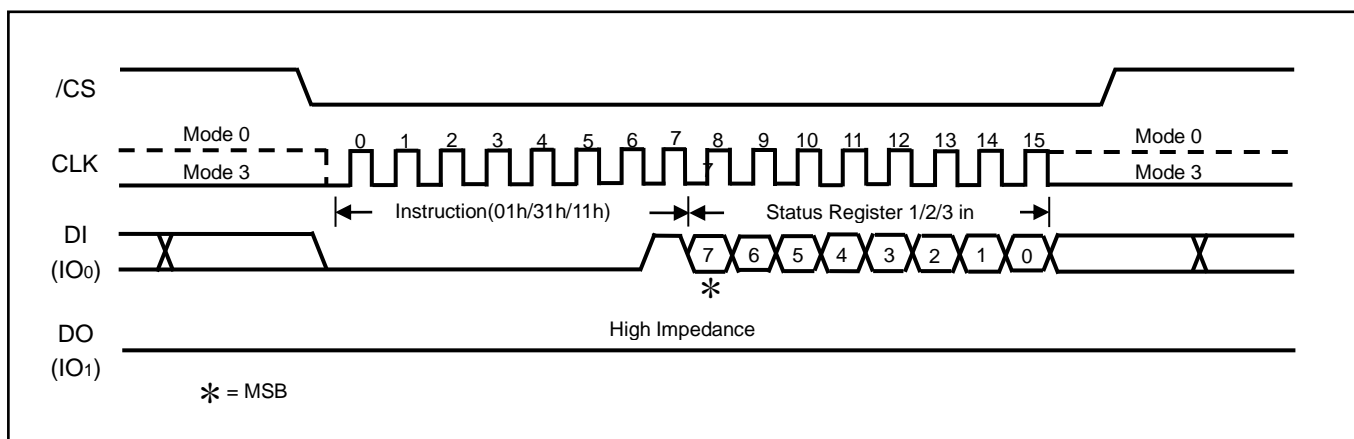 /CS
Mode 0
0 1 2 3 4 5 6 7 8 9 10 11 12 13 14 15
Mode 0
CLK
7
Mode 3
Mode 3
Instruction(01h/31h/11h)
Status Register 1/2/3 in
DI
(IO0)
7 6 5 4 3 2 1 0
*
High Impedance
DO
(IO1)
* = MSB